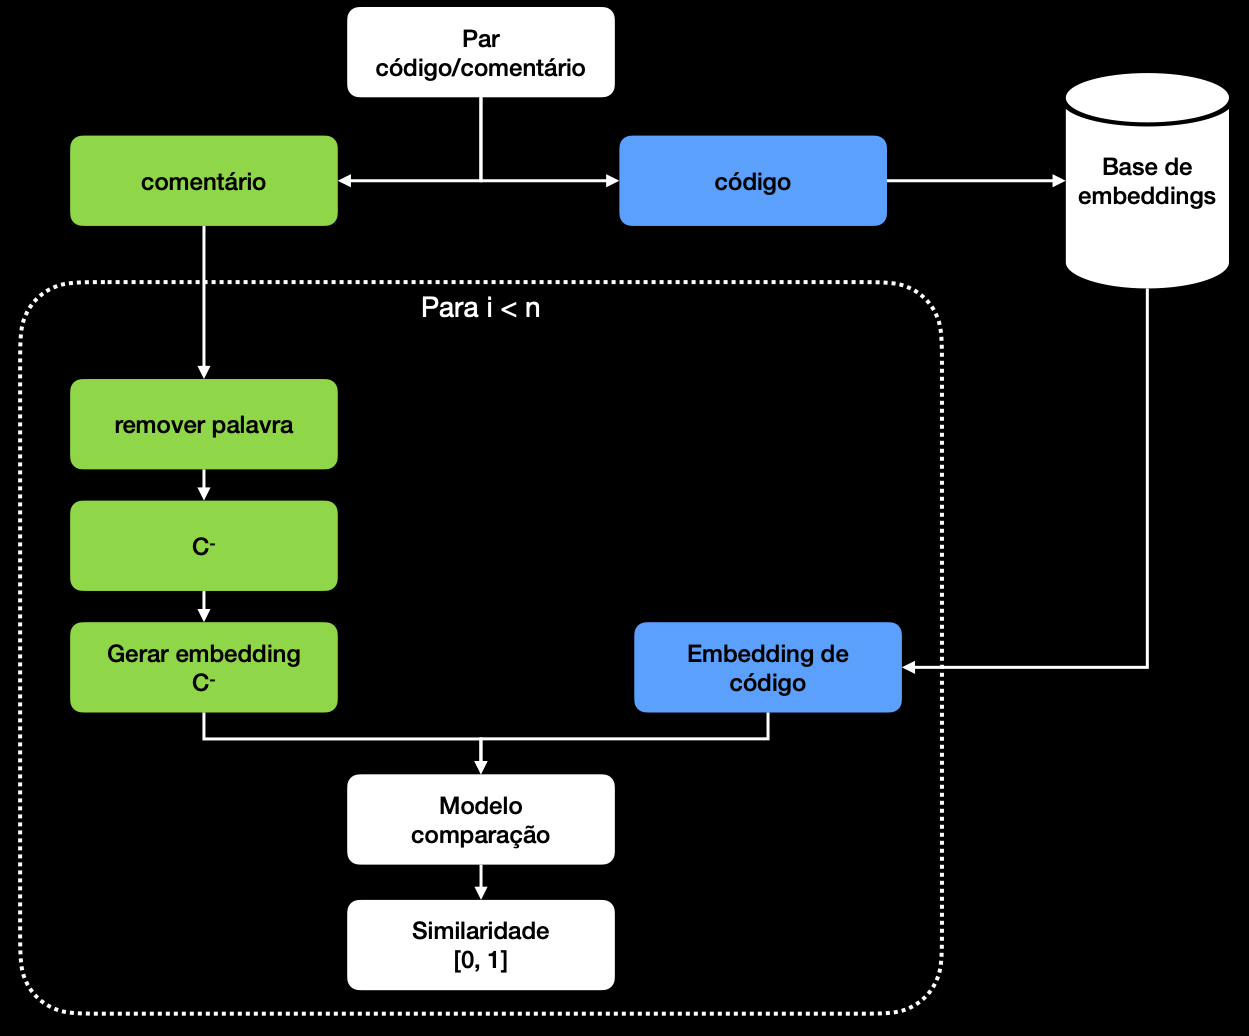 Par
código/comentário
comentário
código
Base de
embeddings
Para i < n
remover palavra
C-
Gerar embedding
C-
Embedding de
código
Modelo
comparação
Similaridade
[0, 1]